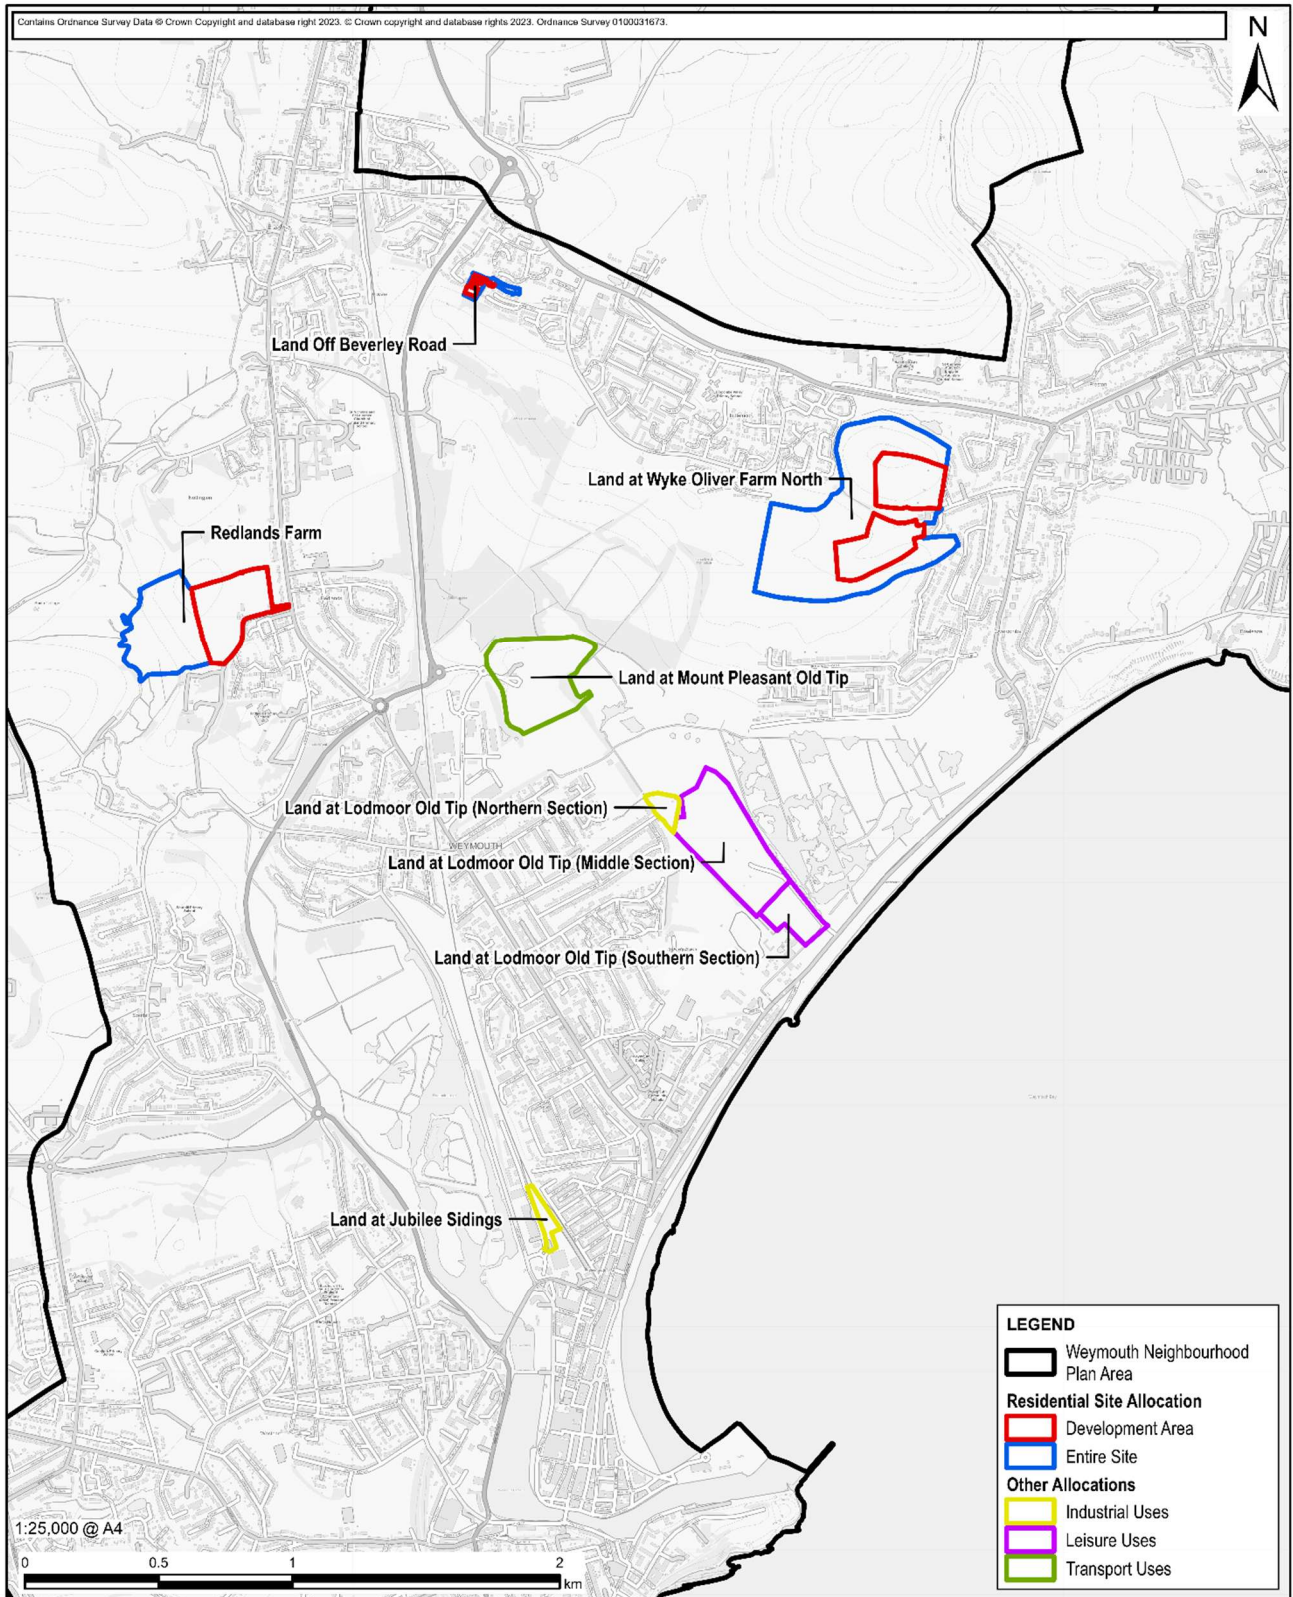 Contains Ordnance Survey Data © Crown Copyright and database right 2023. © Crown copyright and database rights 2023. Ordnance Survey 0100031673.
N
Land Off Beverley Road
Land at Wyke Oliver Farm North
Redlands Farm
Land at Mount Pleasant Old Tip
Land at Lodmoor Old Tip (Northern Section)
WEYMOUTH
Land at Lodmoor Old Tip (Middle Section)
Land at Lodmoor Old Tip (Southern Section)
Land at Jubilee Sidings
LEGEND
Weymouth Neighbourhood
Plan Area
Residential Site Allocation
Development Area
Entire Site
Other Allocations
Industrial Uses
Leisure Uses
Transport Uses
1:25,000 @ A4
0 0.5 1 2
km